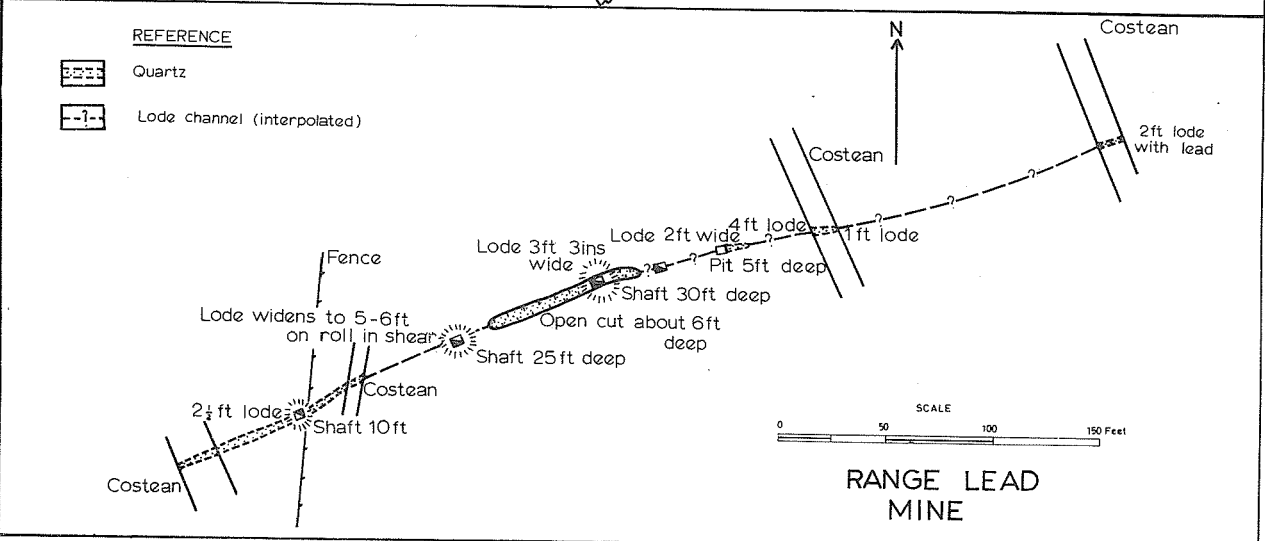 REFERENCE
Quartz
--?-- Lode channel (interpolated)
N
Costean
2ft lode
with lead
Costean
4ft lode
1ft lode
Lode 2ft wide
Pit 5ft deep
Lode 3ft 3ins
wide
Shaft 30ft deep
Open cut about 6ft
deep
Fence
Lode widens to 5-6ft
on roll in shear
Shaft 25ft deep
Costean
2½ft lode
Shaft 10ft
Costean
? ? ? ? ? ?
SCALE
0 50 100 150 Feet
RANGE LEAD
MINE